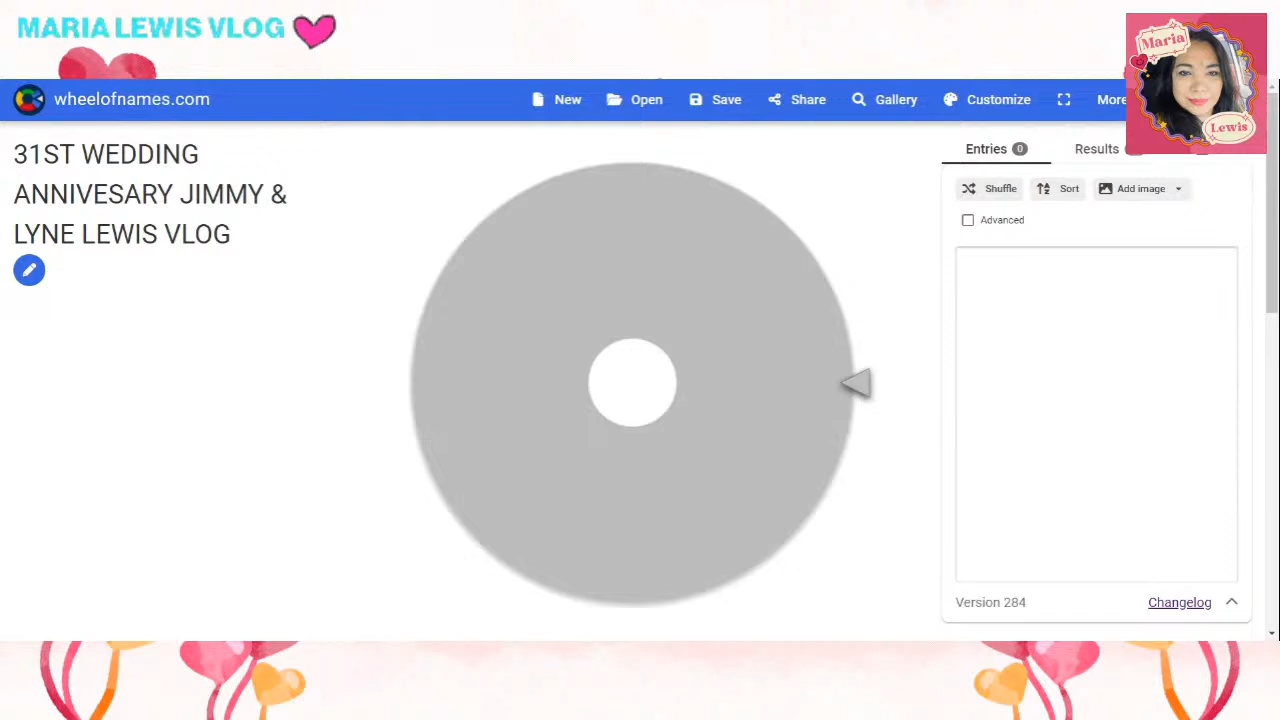 MARIA LEWIS VLOG
Maria
Lewis
wheelofnames.com
New
Open
Save
Share
Gallery
Customize
More
31ST WEDDING
ANNIVESARY JIMMY &
LYNE LEWIS VLOG
Entries 0
Results
Shuffle
Sort
Add image
Advanced
Version 284
Changelog